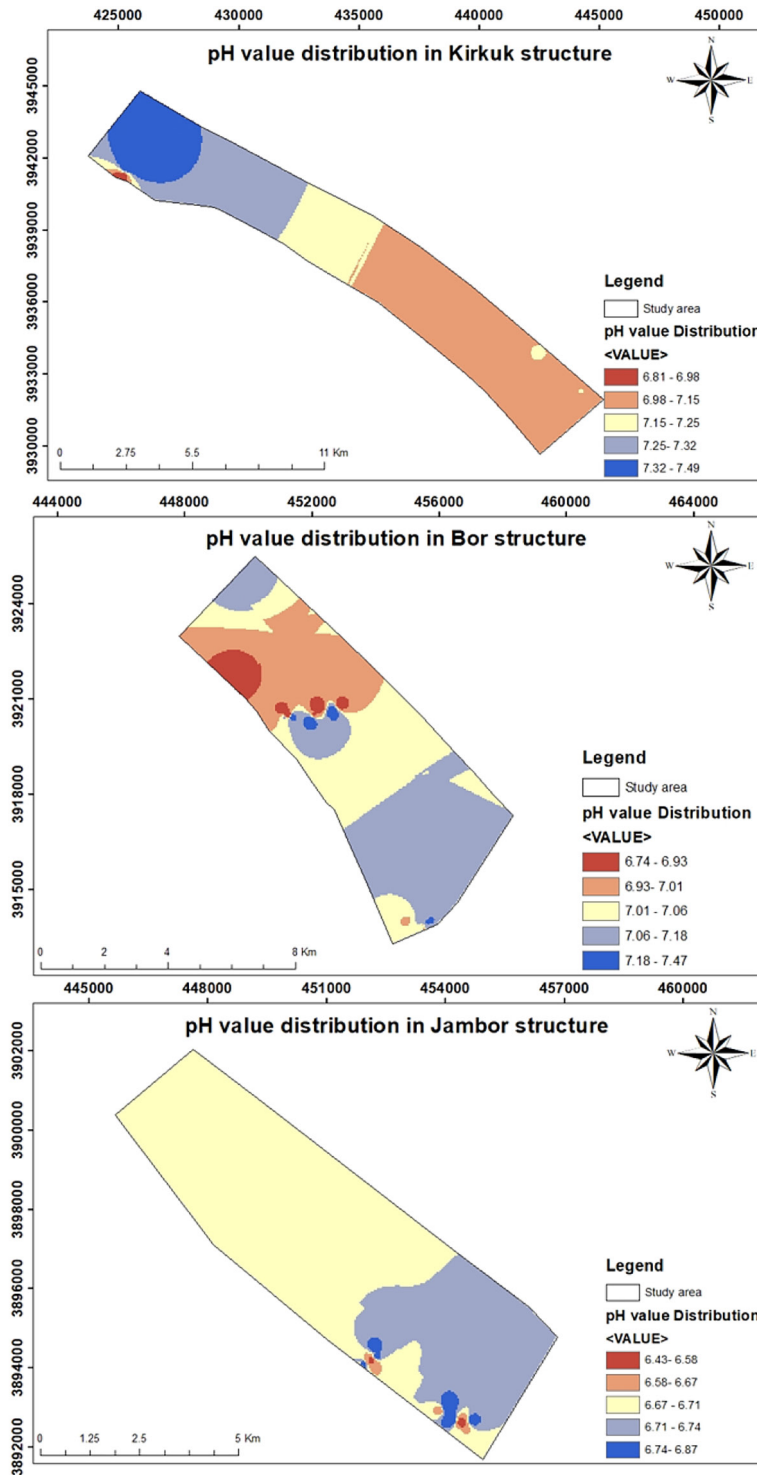 425000 430000 435000 440000 445000 450000
pH value distribution in Kirkuk structure
N
W E
S
3945000
3942000
3939000
3936000
3933000
3930000
Legend
Study area
pH value Distribution
<VALUE>
6.81 - 6.98
6.98 - 7.15
7.15 - 7.25
7.25- 7.32
7.32 - 7.49
0 2.75 5.5 11 Km
444000 448000 452000 456000 460000 464000
pH value distribution in Bor structure
N
W E
S
3924000
3921000
3918000
3915000
Legend
Study area
pH value Distribution
<VALUE>
6.74 - 6.93
6.93- 7.01
7.01 - 7.06
7.06 - 7.18
7.18 - 7.47
0 2 4 8 Km
445000 448000 451000 454000 457000 460000
pH value distribution in Jambor structure
N
W E
S
3902000
3900000
3898000
3896000
3894000
3892000
Legend
Study area
pH value Distribution
<VALUE>
6.43- 6.58
6.58- 6.67
6.67 - 6.71
6.71 - 6.74
6.74- 6.87
0 1.25 2.5 5 Km